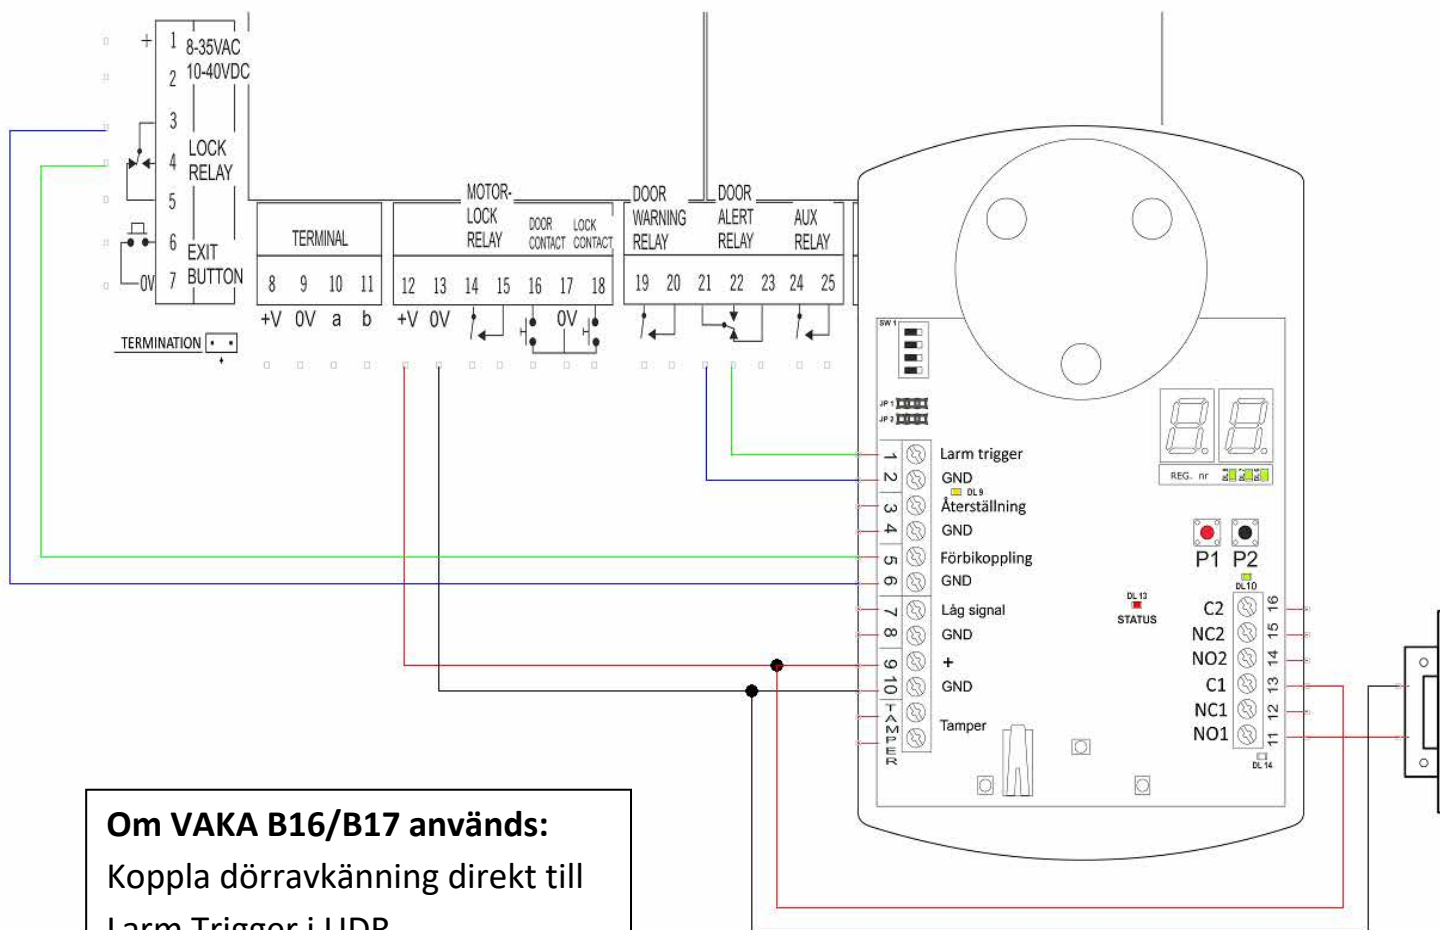 + 1 8-35VAC
2 10-40VDC
3
4 LOCK
RELAY
5
6 EXIT
0V 7 BUTTON
TERMINATION
TERMINAL
8 9 10 11
+V 0V a b
MOTOR-
LOCK
RELAY
DOOR
CONTACT
LOCK
CONTACT
12 13 14 15 16 17 18
+V 0V 0V
DOOR
WARNING
RELAY
DOOR
ALERT
RELAY
AUX
RELAY
19 20 21 22 23 24 25
SW 1
JP 1
JP 2
1 Larm trigger
2 GND
DL 9
3 Återställning
4 GND
5 Förbikoppling
6 GND
7 Låg signal
8 GND
9 +
10 GND
TAMPER Tamper
REG. nr
P1 P2
DL10
DL 13
STATUS
C2 16
NC2 15
NO2 14
C1 13
NC1 12
NO1 11
DL 14
Om VAKA B16/B17 används:
Koppla dörravkänning direkt till
Larm Trigger i UDR